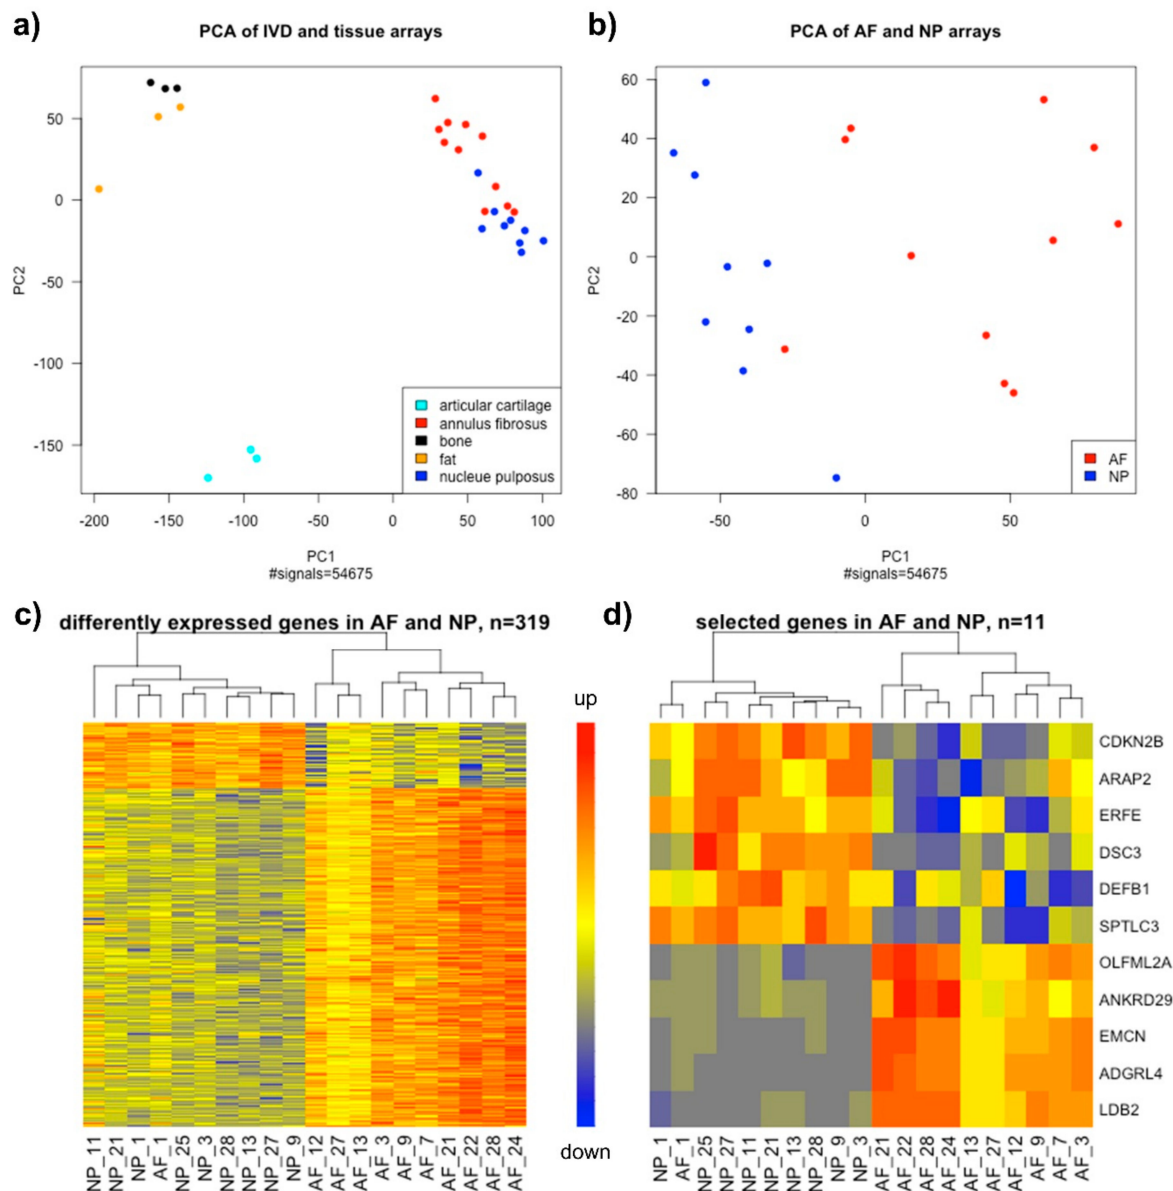 a)
PCA of IVD and tissue arrays
PC2
50
0
-50
-100
-150
articular cartilage
annulus fibrosus
bone
fat
nucleue pulposus
-200 -150 -100 -50 0 50 100
PC1
#signals=54675
b)
PCA of AF and NP arrays
PC2
60
40
20
0
-20
-40
-60
-80
AF
NP
-50 0 50
PC1
#signals=54675
c) differently expressed genes in AF and NP, n=319
NP_11 NP_21 NP_1 AF_1 NP_25 NP_3 NP_28 NP_13 NP_27 NP_9 AF_12 AF_27 AF_13 AF_3 AF_9 AF_7 AF_21 AF_22 AF_28 AF_24
up
down
d) selected genes in AF and NP, n=11
CDKN2B
ARAP2
ERFE
DSC3
DEFB1
SPTLC3
OLFML2A
ANKRD29
EMCN
ADGRL4
LDB2
NP_1 AF_1 NP_25 NP_27 NP_11 NP_21 NP_13 NP_28 NP_9 NP_3 AF_21 AF_22 AF_28 AF_24 AF_13 AF_27 AF_12 AF_9 AF_7 AF_3